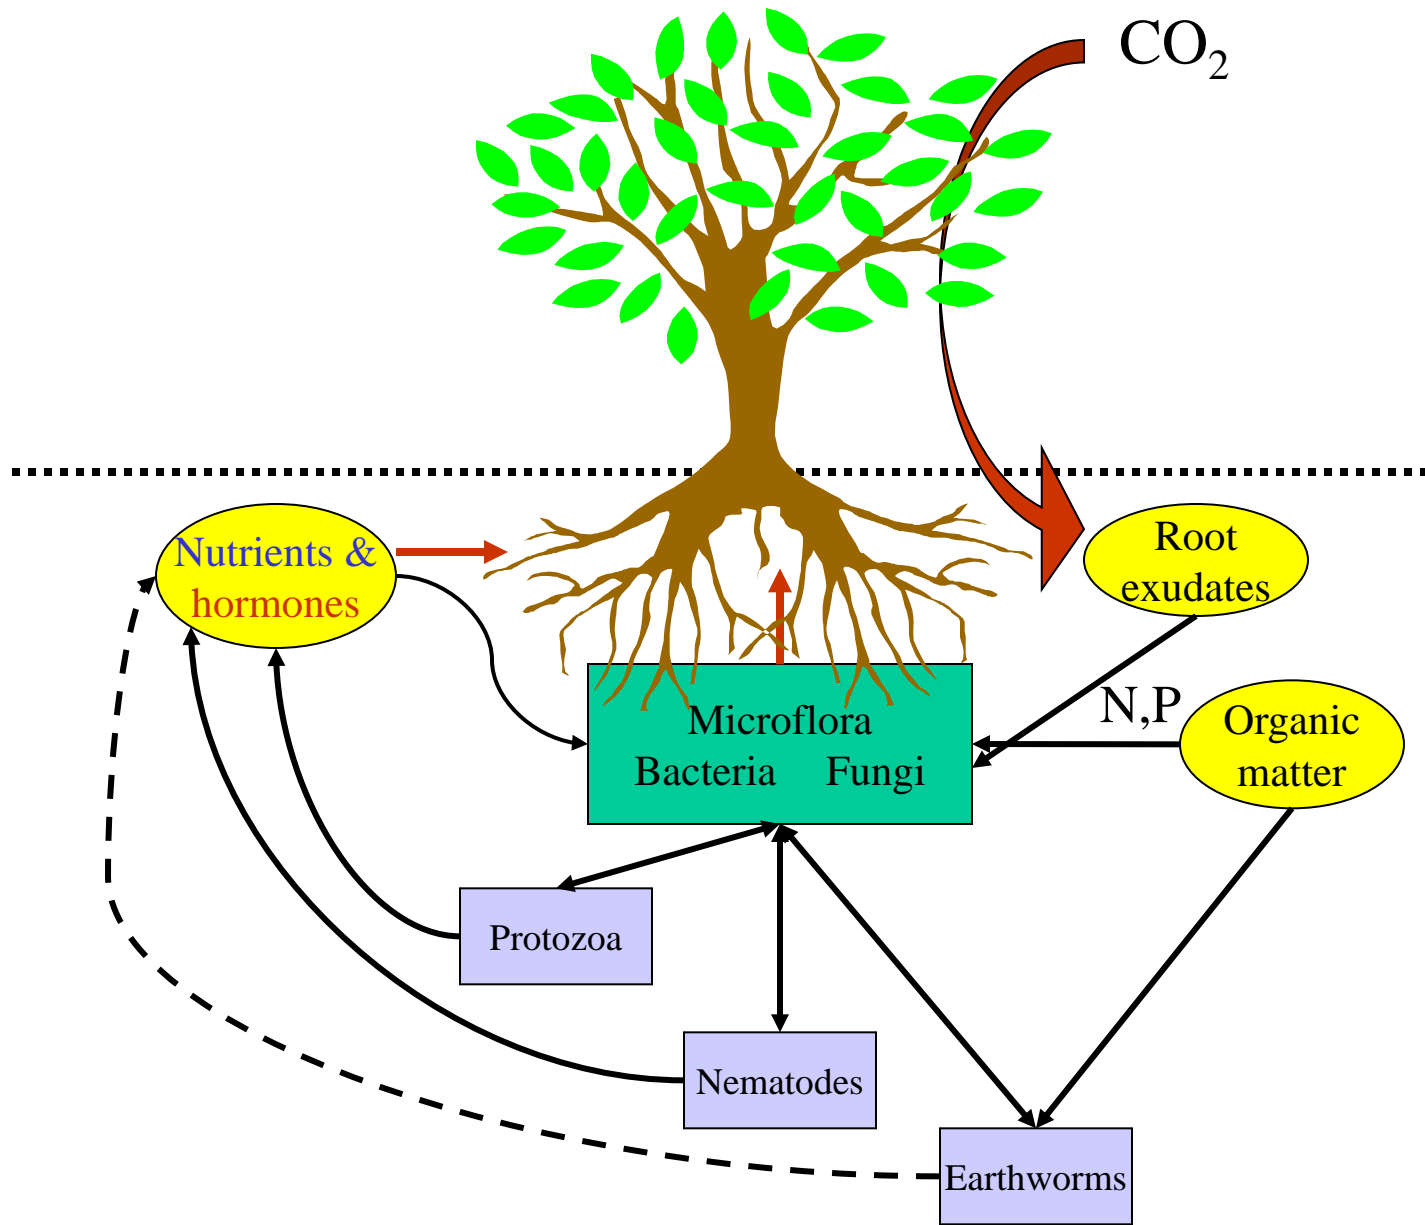 CO₂
Nutrients &
hormones
Root
exudates
N,P
Organic
matter
Microflora
Bacteria Fungi
Protozoa
Nematodes
Earthworms